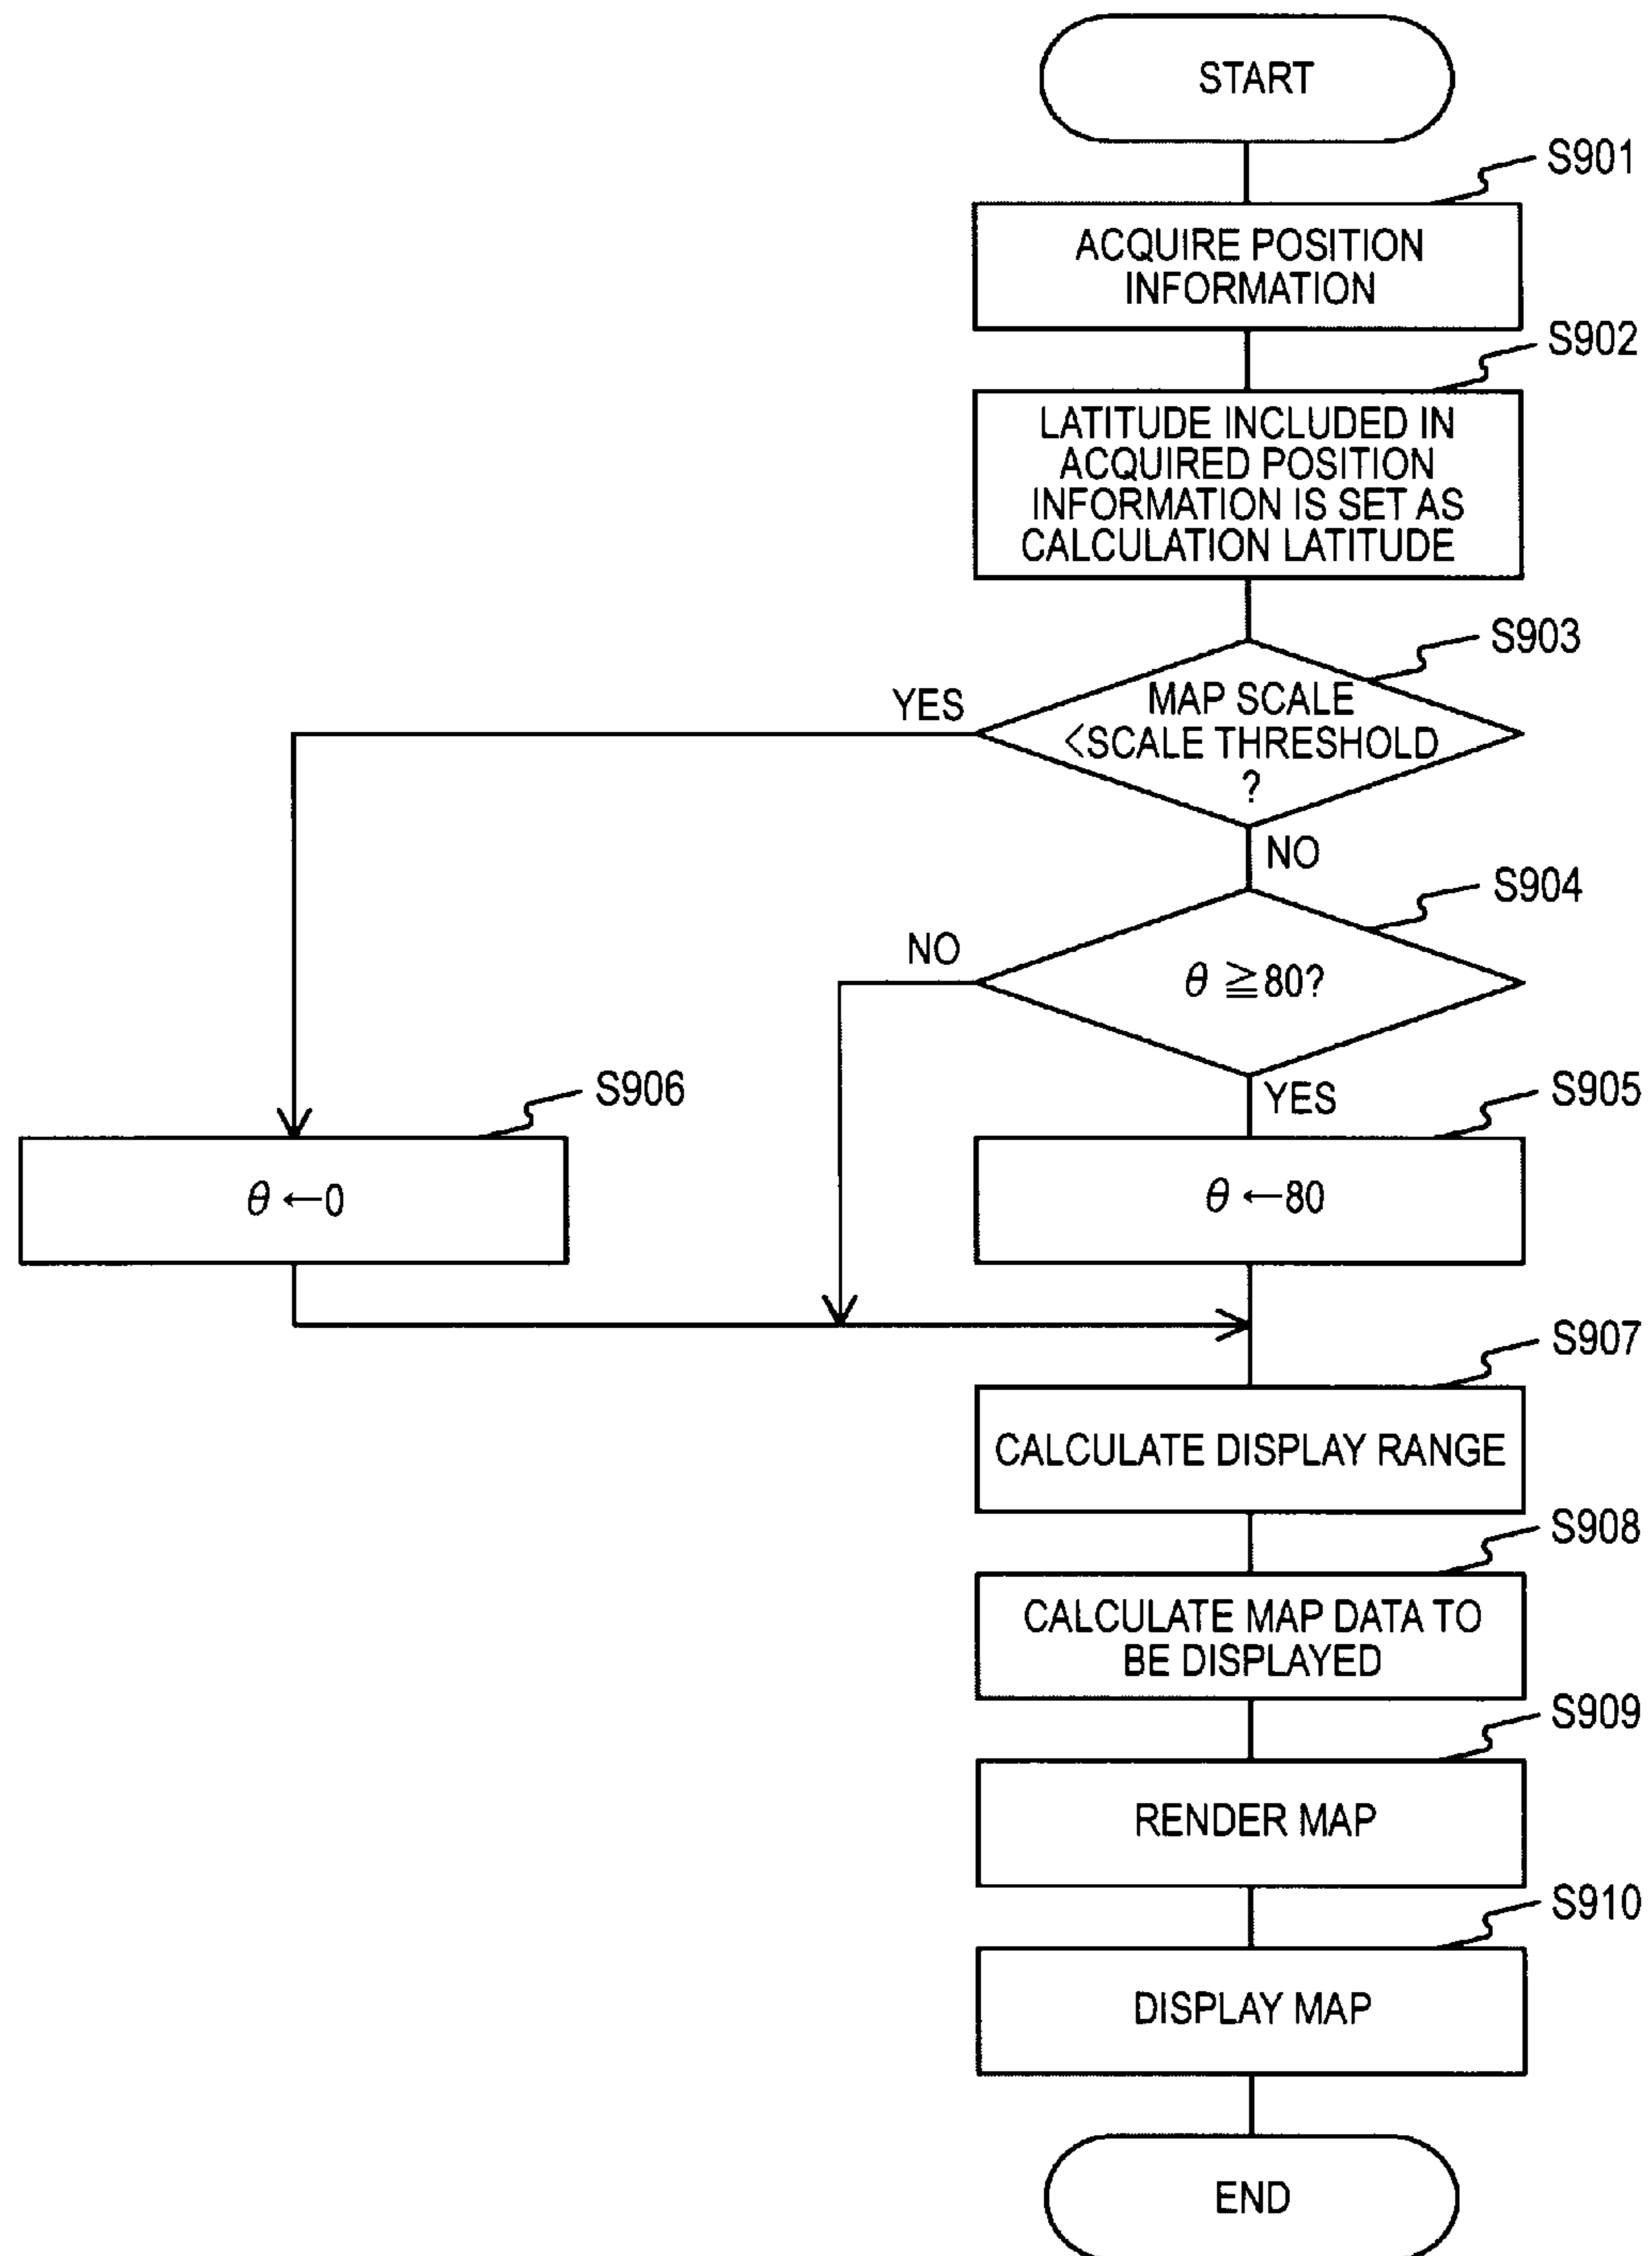 START
S901
ACQUIRE POSITION
INFORMATION
S902
LATITUDE INCLUDED IN
ACQUIRED POSITION
INFORMATION IS SET AS
CALCULATION LATITUDE
S903
MAP SCALE
<SCALE THRESHOLD
?
YES
NO
S904
θ ≧80?
NO
YES
S905
θ ←80
S906
θ ←0
S907
CALCULATE DISPLAY RANGE
S908
CALCULATE MAP DATA TO
BE DISPLAYED
S909
RENDER MAP
S910
DISPLAY MAP
END